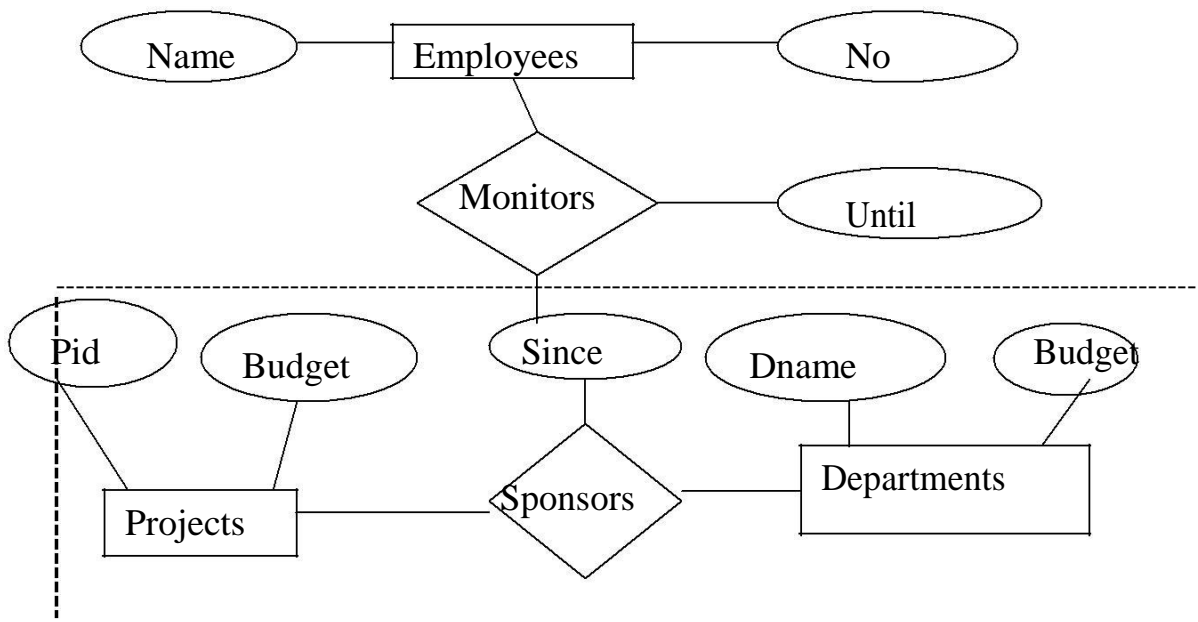 Name
Employees
No
Monitors
Until
Pid
Budget
Since
Dname
Budget
Projects
Sponsors
Departments